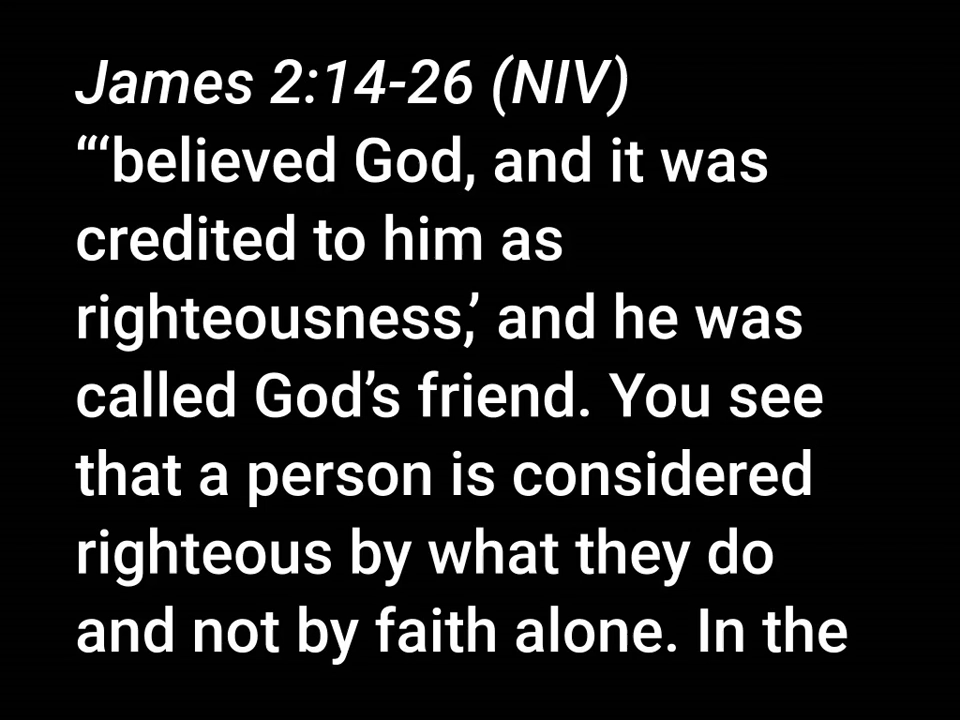 James 2:14-26 (NIV)
“‘believed God, and it was
credited to him as
righteousness,’ and he was
called God’s friend. You see
that a person is considered
righteous by what they do
and not by faith alone. In the